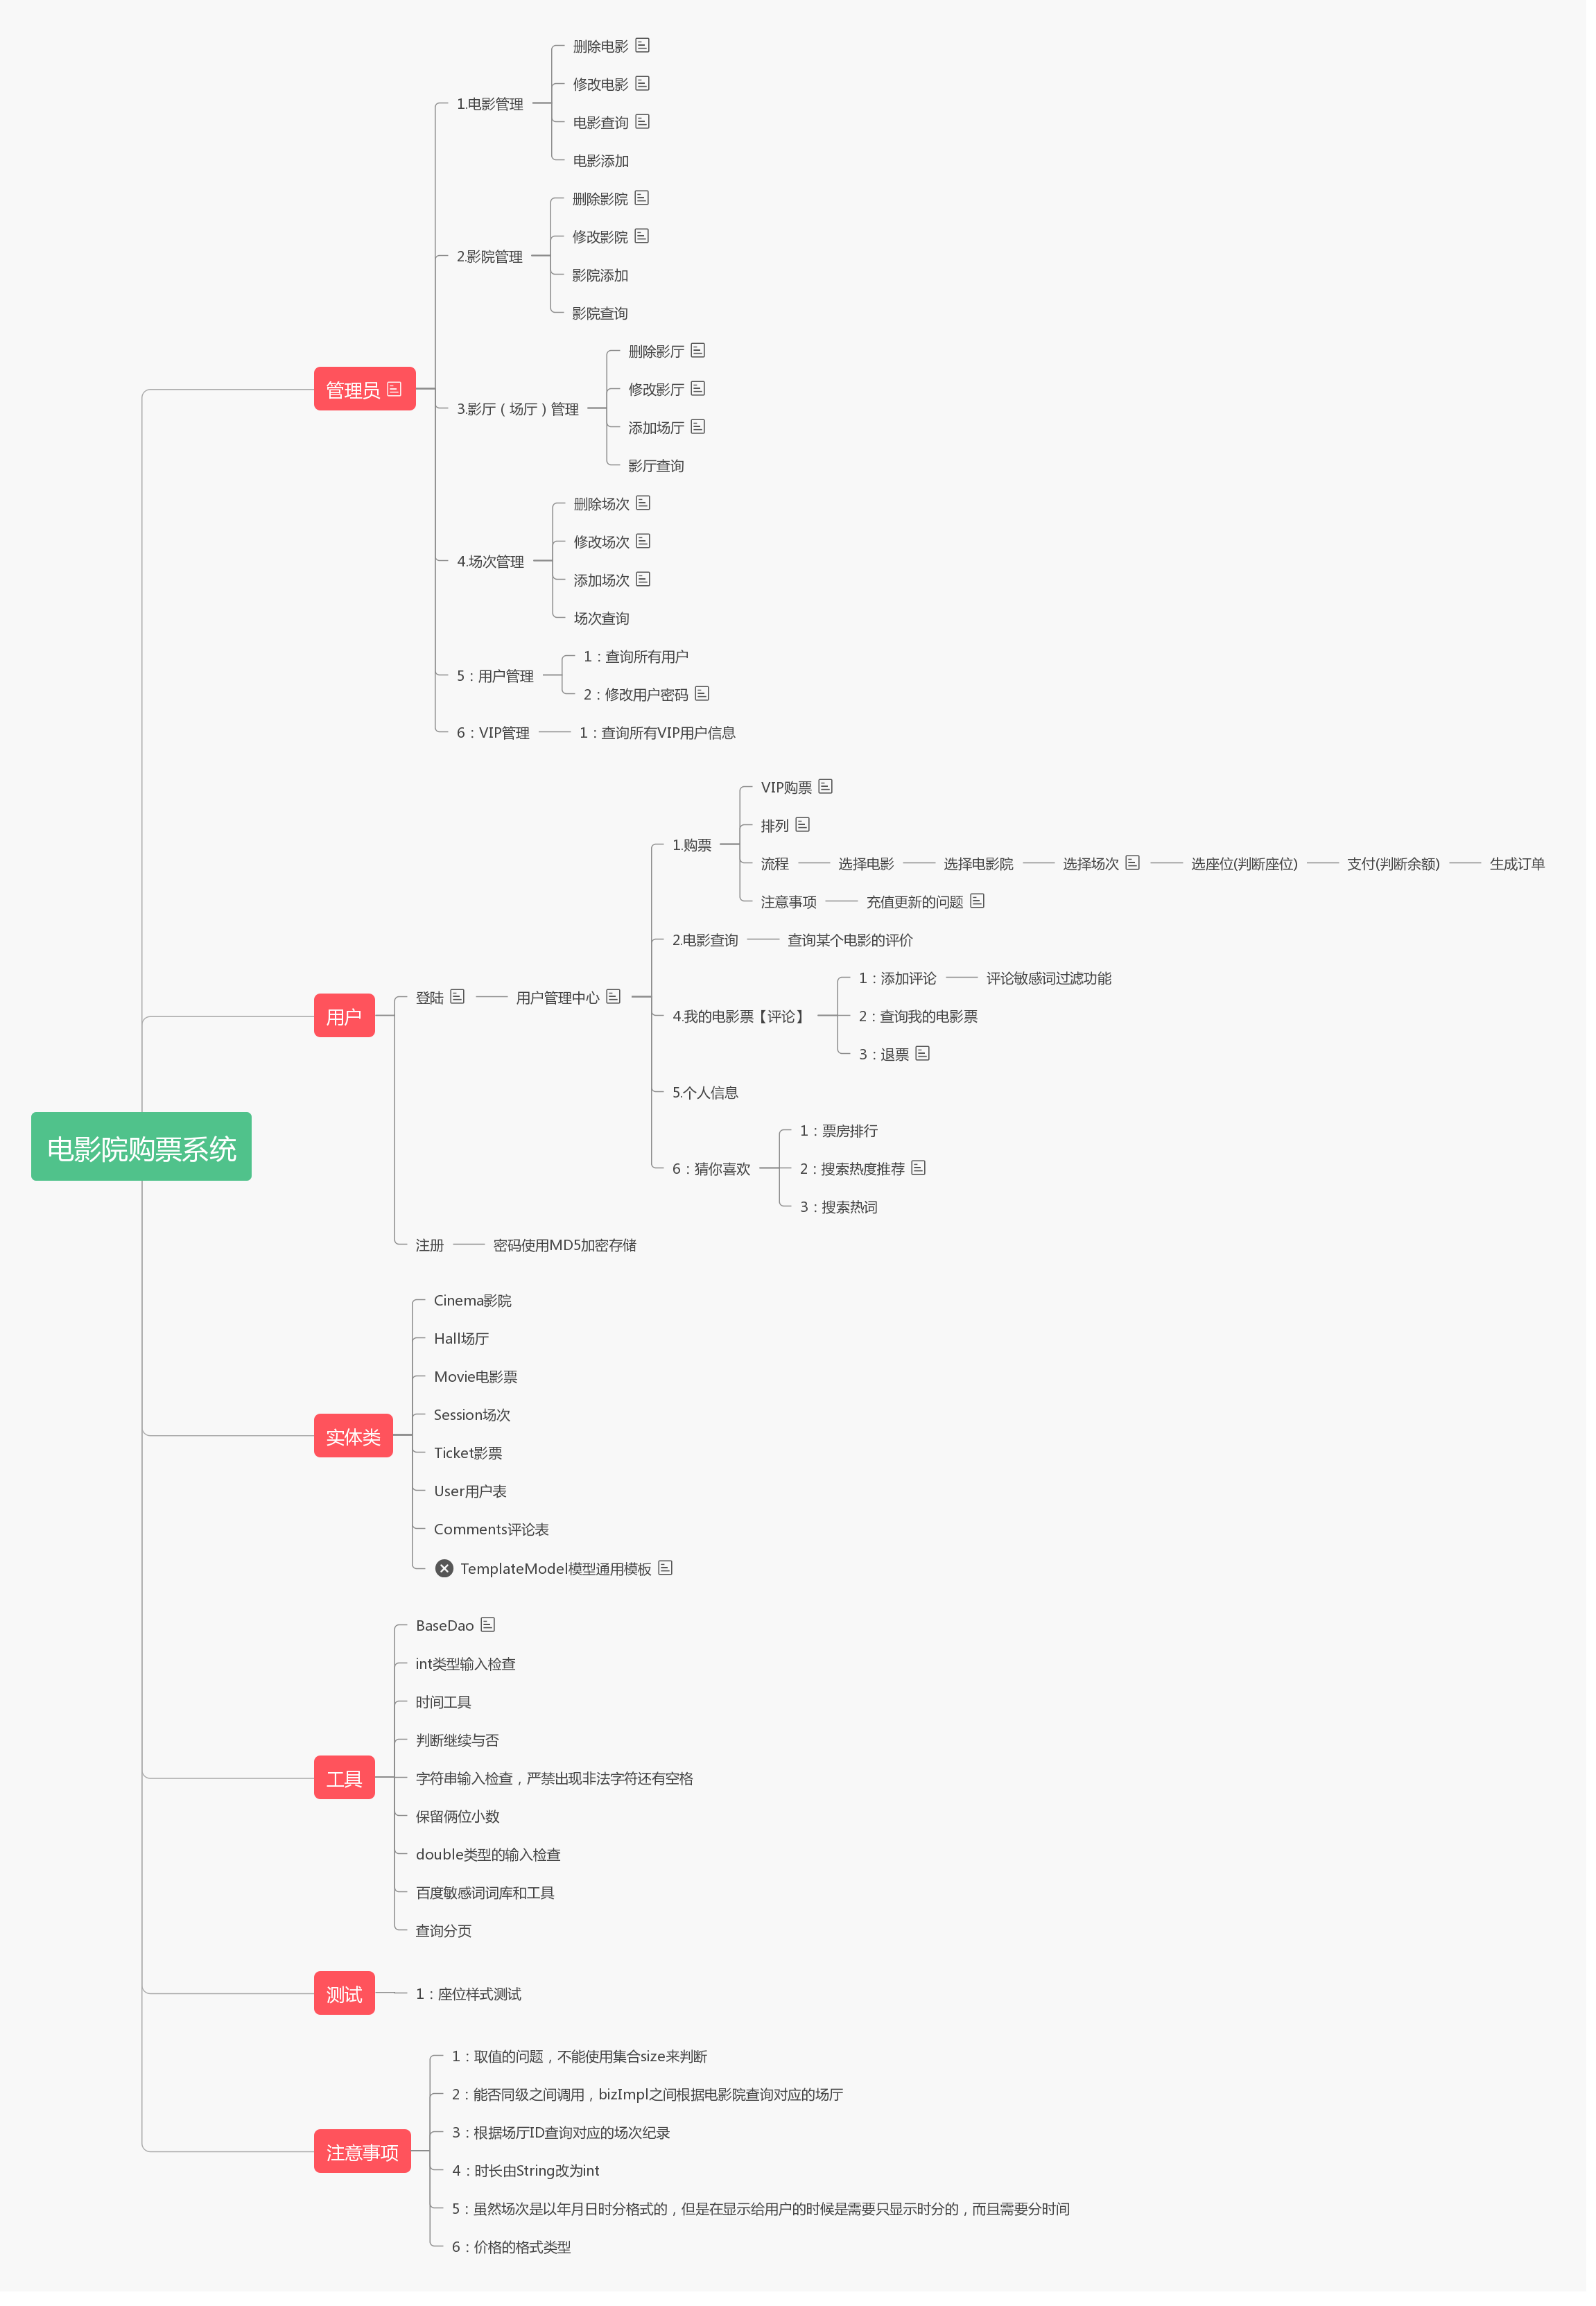 电影院购票系统
管理员
1.电影管理
删除电影
修改电影
电影查询
电影添加
2.影院管理
删除影院
修改影院
影院添加
影院查询
3.影厅（场厅）管理
删除影厅
修改影厅
添加场厅
影厅查询
4.场次管理
删除场次
修改场次
添加场次
场次查询
5：用户管理
1：查询所有用户
2：修改用户密码
6：VIP管理
1：查询所有VIP用户信息
用户
登陆
用户管理中心
1.购票
VIP购票
排列
流程
选择电影
选择电影院
选择场次
选座位(判断座位)
支付(判断余额)
生成订单
注意事项
充值更新的问题
2.电影查询
查询某个电影的评价
4.我的电影票【评论】
1：添加评论
评论敏感词过滤功能
2：查询我的电影票
3：退票
5.个人信息
6：猜你喜欢
1：票房排行
2：搜索热度推荐
3：搜索热词
注册
密码使用MD5加密存储
实体类
Cinema影院
Hall场厅
Movie电影票
Session场次
Ticket影票
User用户表
Comments评论表
TemplateModel模型通用模板
工具
BaseDao
int类型输入检查
时间工具
判断继续与否
字符串输入检查，严禁出现非法字符还有空格
保留俩位小数
double类型的输入检查
百度敏感词词库和工具
查询分页
测试
1：座位样式测试
注意事项
1：取值的问题，不能使用集合size来判断
2：能否同级之间调用，bizImpl之间根据电影院查询对应的场厅
3：根据场厅ID查询对应的场次纪录
4：时长由String改为int
5：虽然场次是以年月日时分格式的，但是在显示给用户的时候是需要只显示时分的，而且需要分时间
6：价格的格式类型